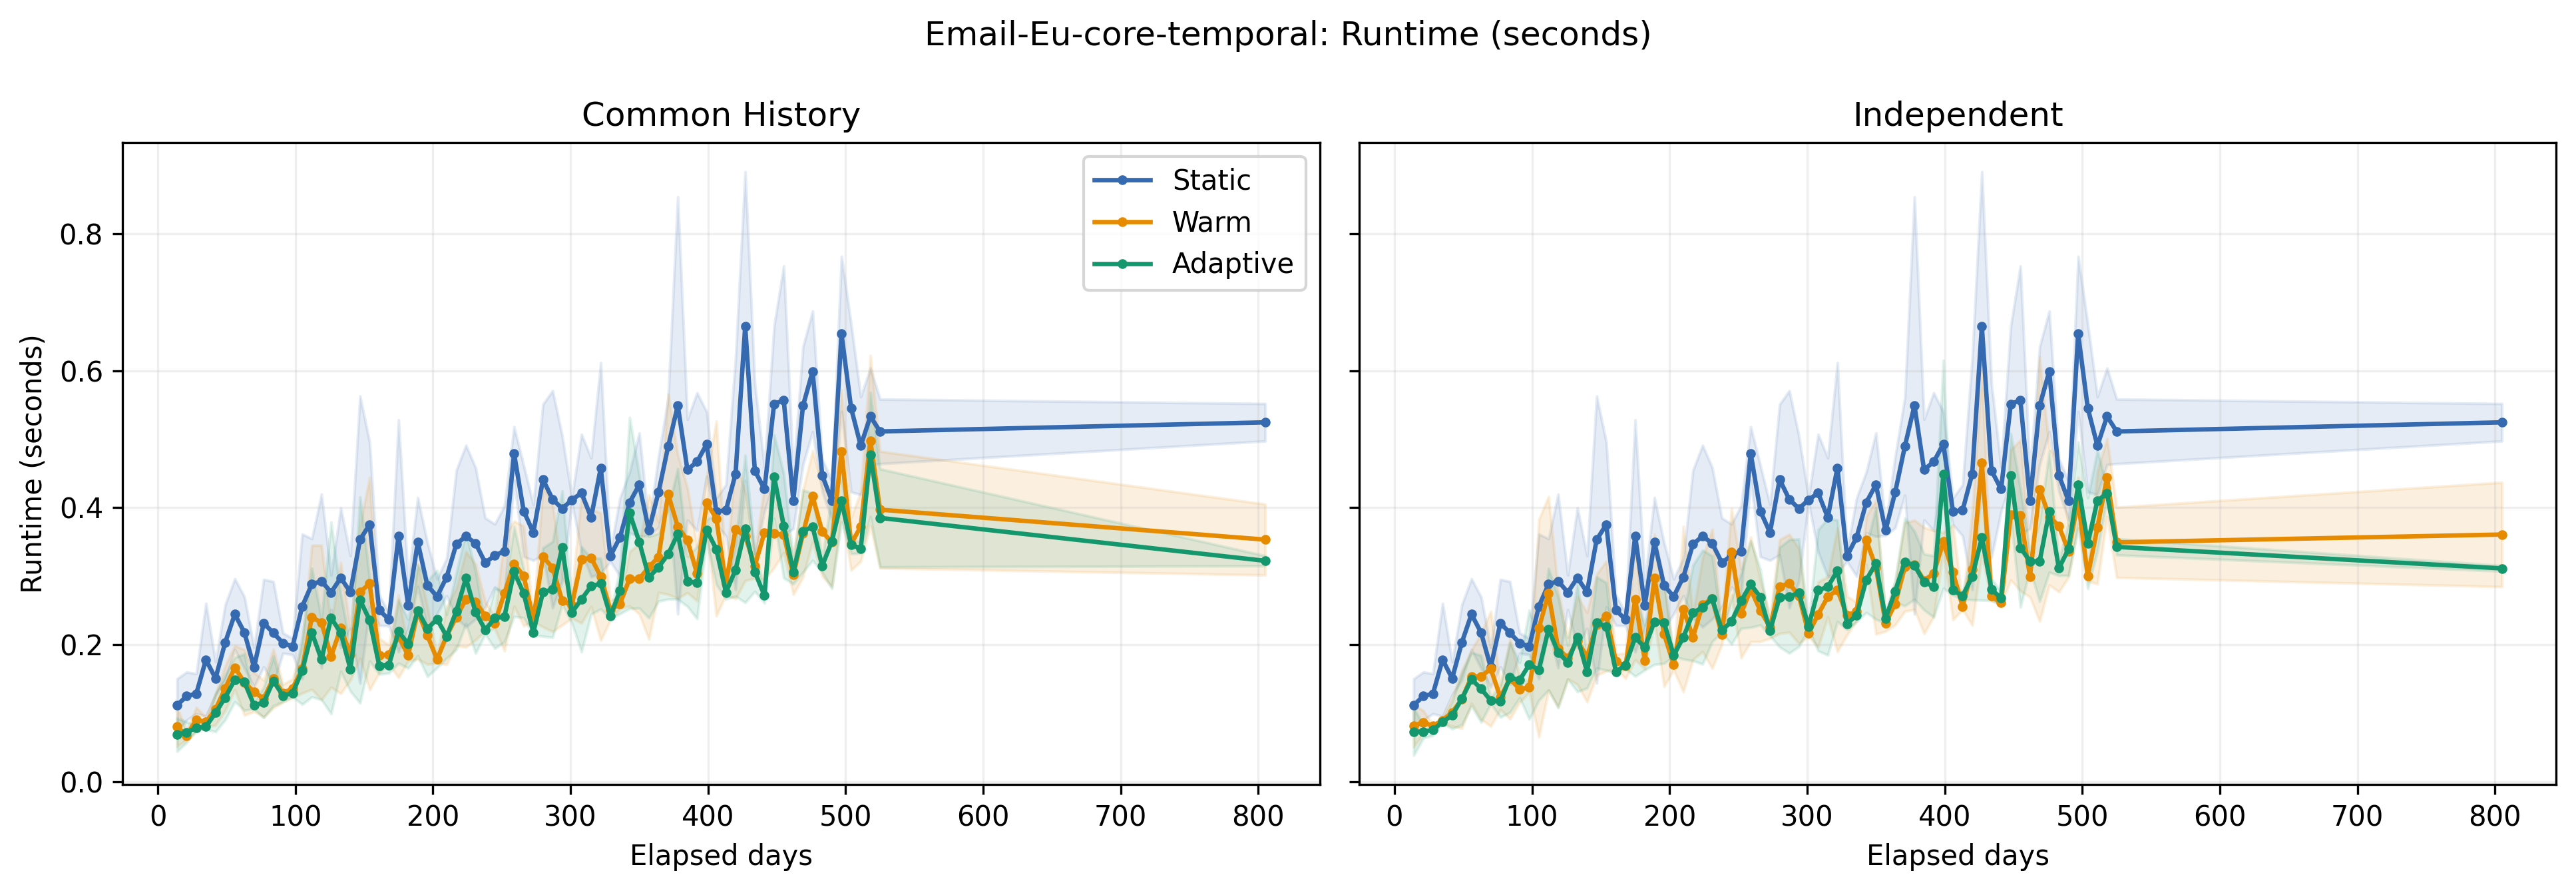 Email-Eu-core-temporal: Runtime (seconds)
Common History
Independent
Static
Warm
Adaptive
Runtime (seconds)
0.8
0.6
0.4
0.2
0.0
0 100 200 300 400 500 600 700 800
0 100 200 300 400 500 600 700 800
Elapsed days
Elapsed days